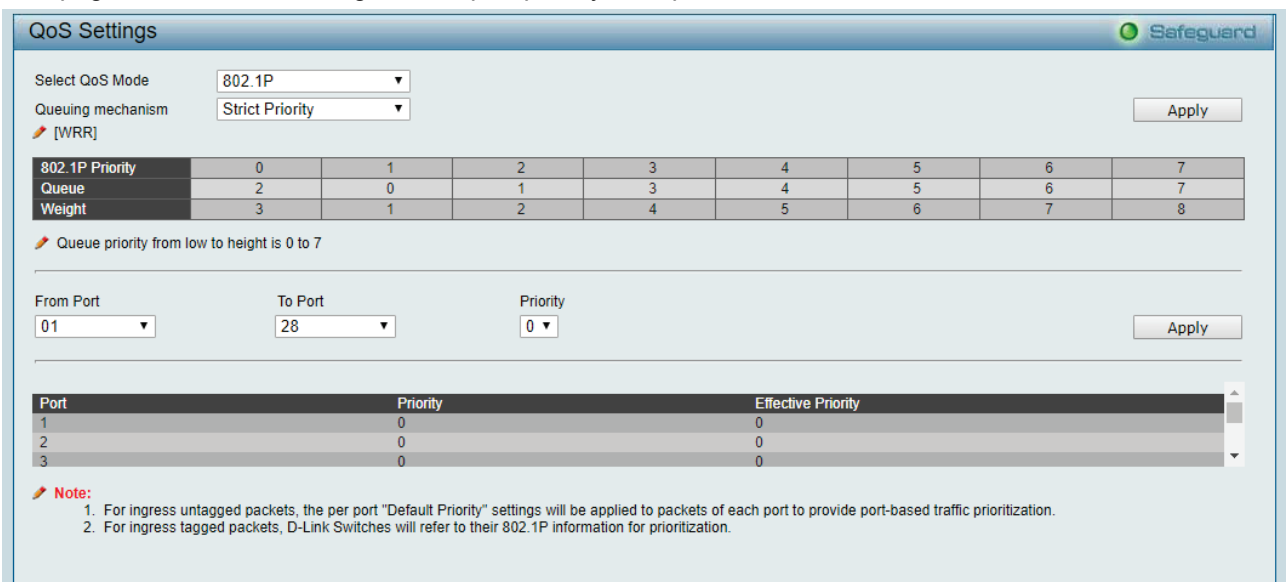 QoS Settings Safeguard
Select QoS Mode 802.1P
Queuing mechanism Strict Priority Apply
[WRR]
802.1P Priority 0 1 2 3 4 5 6 7
Queue 2 0 1 3 4 5 6 7
Weight 3 1 2 4 5 6 7 8
Queue priority from low to height is 0 to 7
From Port To Port Priority
01 28 0 Apply
Port Priority Effective Priority
1 0 0
2 0 0
3 0 0
Note:
1. For ingress untagged packets, the per port "Default Priority" settings will be applied to packets of each port to provide port-based traffic prioritization.
2. For ingress tagged packets, D-Link Switches will refer to their 802.1P information for prioritization.